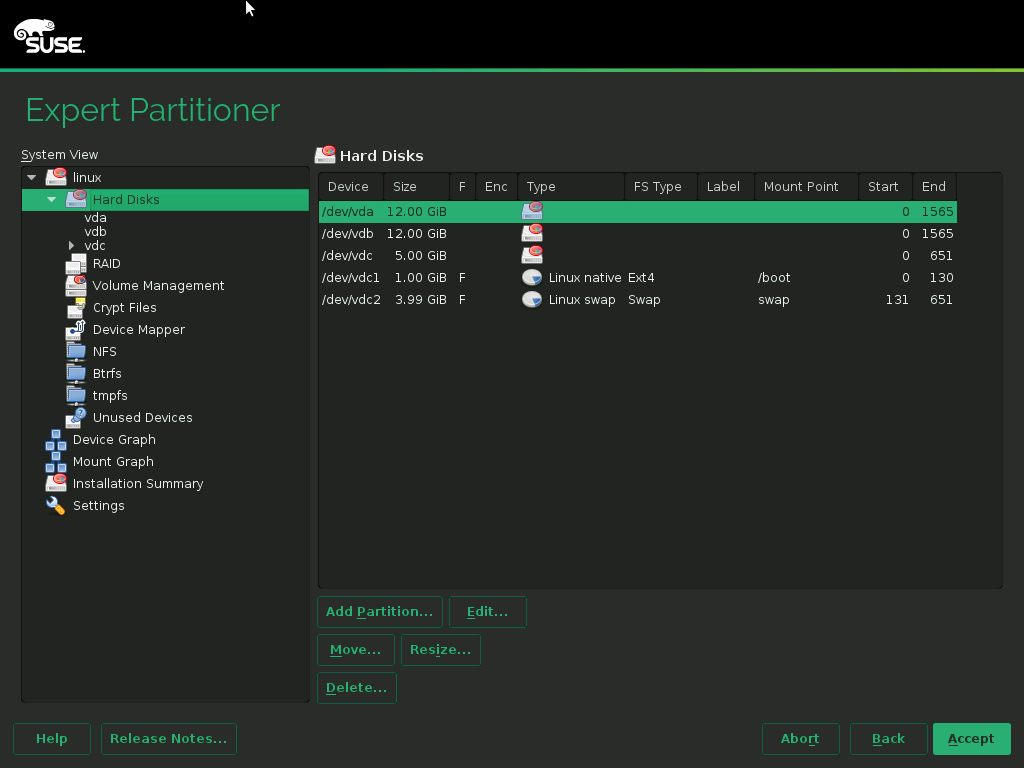 SUSE.
Expert Partitioner
System View
linux
Hard Disks
vda
vdb
vdc
RAID
Volume Management
Crypt Files
Device Mapper
NFS
Btrfs
tmpfs
Unused Devices
Device Graph
Mount Graph
Installation Summary
Settings
Hard Disks
Device Size F Enc Type FS Type Label Mount Point Start End
/dev/vda 12.00 GiB 0 1565
/dev/vdb 12.00 GiB 0 1565
/dev/vdc 5.00 GiB 0 651
/dev/vdc1 1.00 GiB F Linux native Ext4 /boot 0 130
/dev/vdc2 3.99 GiB F Linux swap Swap swap 131 651
Add Partition... Edit...
Move... Resize...
Delete...
Help Release Notes... Abort Back Accept